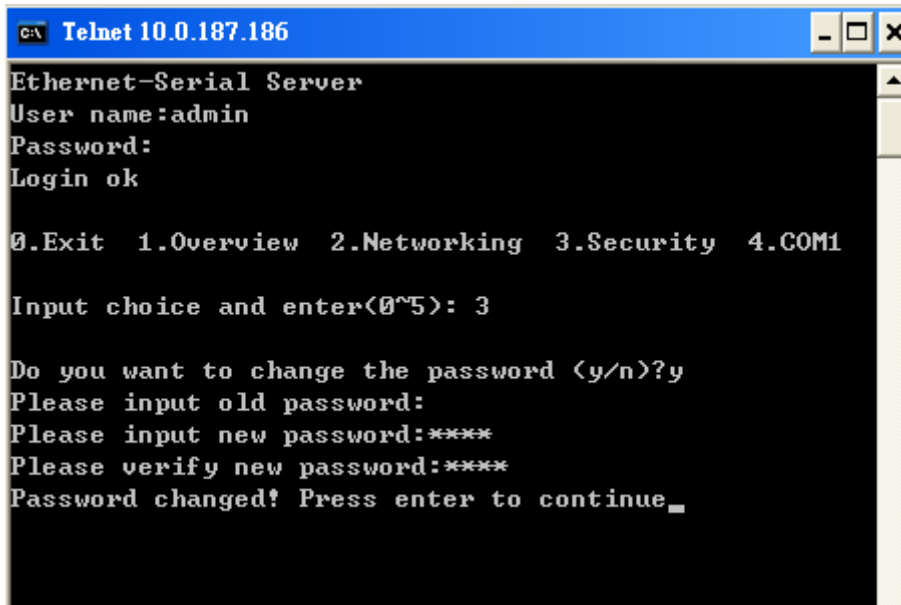 Telnet 10.0.187.186
Ethernet-Serial Server
User name:admin
Password:
Login ok
0.Exit  1.Overview  2.Networking  3.Security  4.COM1
Input choice and enter(0~5): 3
Do you want to change the password (y/n)?y
Please input old password:
Please input new password:****
Please verify new password:****
Password changed! Press enter to continue_